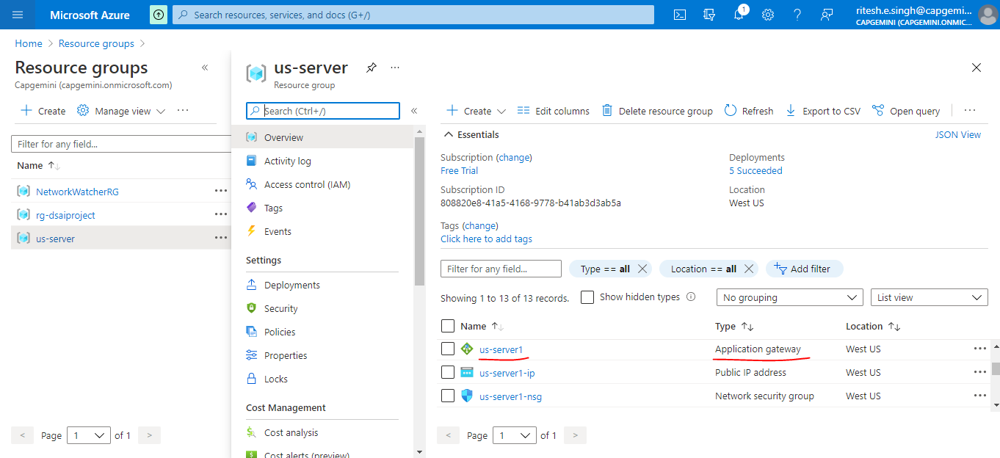 Microsoft Azure
Search resources, services, and docs (G+/)
1
ritesh.e.singh@capgemi...
CAPGEMINI (CAPGEMINI.ONMIC...
Home > Resource groups >
Resource groups
«
Capgemini (capgemini.onmicrosoft.com)
+ Create
Manage view
...
Filter for any field...
Name ↑↓
NetworkWatcherRG ...
rg-dsaiproject ...
us-server ...
< Page 1 of 1 >
us-server
...
Resource group
Search (Ctrl+/)
«
Overview
Activity log
Access control (IAM)
Tags
Events
Settings
Deployments
Security
Policies
Properties
Locks
Cost Management
Cost analysis
Cost alerts (preview)
+ Create
Edit columns
Delete resource group
Refresh
Export to CSV
Open query
...
Essentials
JSON View
Subscription (change)
Free Trial
Subscription ID
808820e8-41a5-4168-9778-b41ab3d3ab5a
Tags (change)
Click here to add tags
Deployments
5 Succeeded
Location
West US
Filter for any field...
Type == all
Location == all
Add filter
Showing 1 to 13 of 13 records.
Show hidden types
No grouping
List view
Name ↑↓ Type ↑↓ Location ↑↓
us-server1 Application gateway West US ...
us-server1-ip Public IP address West US ...
us-server1-nsg Network security group West US ...
< Page 1 of 1 >